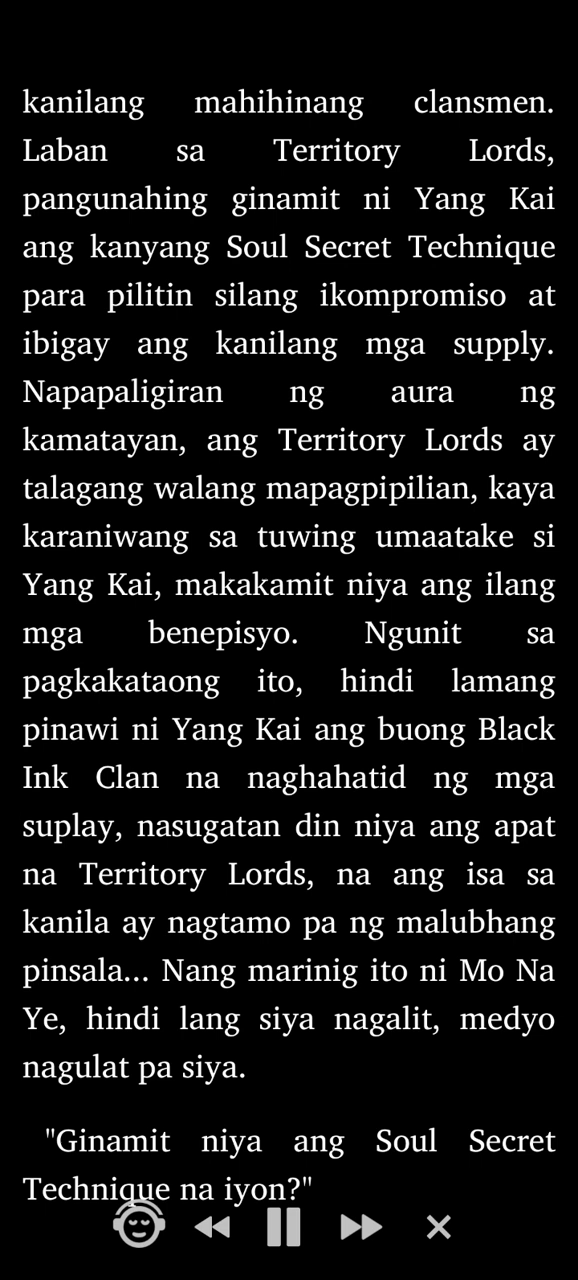 kanilang mahihinang clansmen.
Laban sa Territory Lords,
pangunahing ginamit ni Yang Kai
ang kanyang Soul Secret Technique
para pilitin silang ikompromiso at
ibigay ang kanilang mga supply.
Napapaligiran ng aura ng
kamatayan, ang Territory Lords ay
talagang walang mapagpipilian, kaya
karaniwang sa tuwing umaatake si
Yang Kai, makakamit niya ang ilang
mga benepisyo. Ngunit sa
pagkakataong ito, hindi lamang
pinawi ni Yang Kai ang buong Black
Ink Clan na naghahatid ng mga
suplay, nasugatan din niya ang apat
na Territory Lords, na ang isa sa
kanila ay nagtamo pa ng malubhang
pinsala... Nang marinig ito ni Mo Na
Ye, hindi lang siya nagalit, medyo
nagulat pa siya.
"Ginamit niya ang Soul Secret
Technique na iyon?"